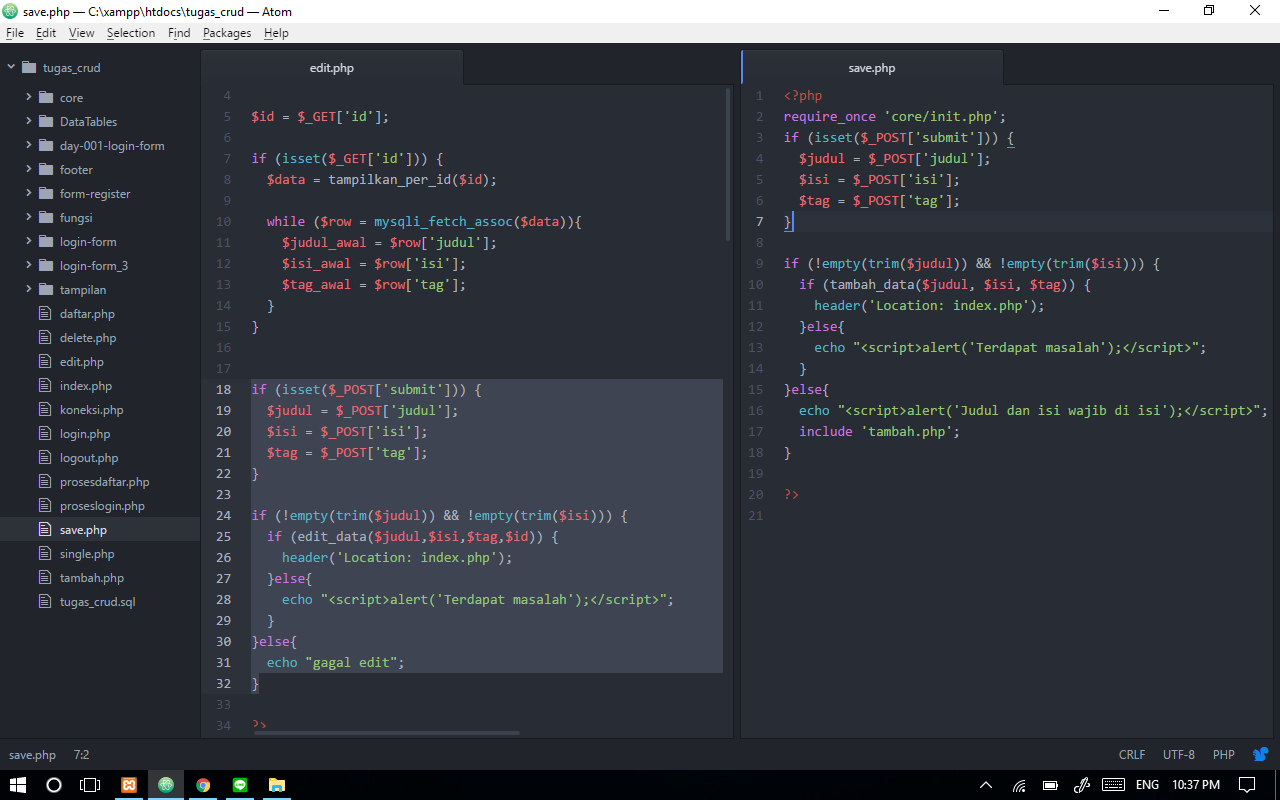 save.php — C:\xampp\htdocs\tugas_crud — Atom
File Edit View Selection Find Packages Help
tugas_crud
core
DataTables
day-001-login-form
footer
form-register
fungsi
login-form
login-form_3
tampilan
daftar.php
delete.php
edit.php
index.php
koneksi.php
login.php
logout.php
prosesdaftar.php
proseslogin.php
save.php
single.php
tambah.php
tugas_crud.sql
edit.php
4
5 $id = $_GET['id'];
6
7 if (isset($_GET['id'])) {
8   $data = tampilkan_per_id($id);
9
10   while ($row = mysqli_fetch_assoc($data)){
11     $judul_awal = $row['judul'];
12     $isi_awal = $row['isi'];
13     $tag_awal = $row['tag'];
14   }
15 }
16
17
18 if (isset($_POST['submit'])) {
19   $judul = $_POST['judul'];
20   $isi = $_POST['isi'];
21   $tag = $_POST['tag'];
22 }
23
24 if (!empty(trim($judul)) && !empty(trim($isi))) {
25   if (edit_data($judul,$isi,$tag,$id)) {
26     header('Location: index.php');
27   }else{
28     echo "<script>alert('Terdapat masalah');</script>";
29   }
30 }else{
31   echo "gagal edit";
32 }
33
34 ?>
save.php
1 <?php
2 require_once 'core/init.php';
3 if (isset($_POST['submit'])) {
4   $judul = $_POST['judul'];
5   $isi = $_POST['isi'];
6   $tag = $_POST['tag'];
7 }
8
9 if (!empty(trim($judul)) && !empty(trim($isi))) {
10   if (tambah_data($judul, $isi, $tag)) {
11     header('Location: index.php');
12   }else{
13     echo "<script>alert('Terdapat masalah');</script>";
14   }
15 }else{
16   echo "<script>alert('Judul dan isi wajib di isi');</script>";
17   include 'tambah.php';
18 }
19
20 ?>
21
save.php 7:2 CRLF UTF-8 PHP
ENG 10:37 PM